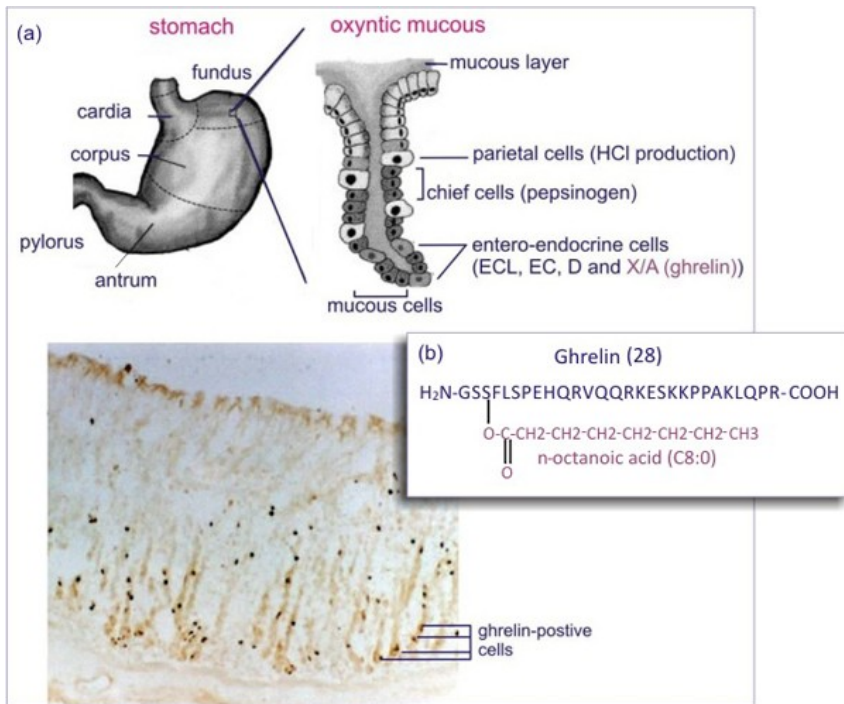 (a)
stomach
oxyntic mucous
fundus
cardia
corpus
pylorus
antrum
mucous layer
parietal cells (HCl production)
chief cells (pepsinogen)
entero-endocrine cells
(ECL, EC, D and X/A (ghrelin))
mucous cells
(b)
Ghrelin (28)
H₂N-GSSFLSPEHQRVQQRKESKKPPAKLQPR-COOH
O-C-CH2-CH2-CH2-CH2-CH2-CH2-CH3
O
n-octanoic acid (C8:0)
ghrelin-postive
cells